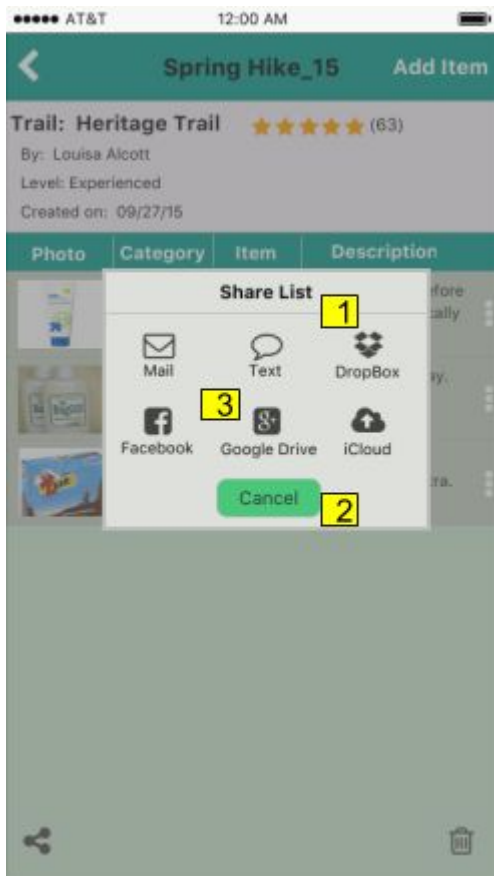 AT&T 12:00 AM
Spring Hike_15 Add Item
Trail: Heritage Trail (63)
By: Louisa Alcott
Level: Experienced
Created on: 09/27/15
Photo Category Item Description
Share List
1
Mail Text DropBox
3
Facebook Google Drive iCloud
Cancel
2